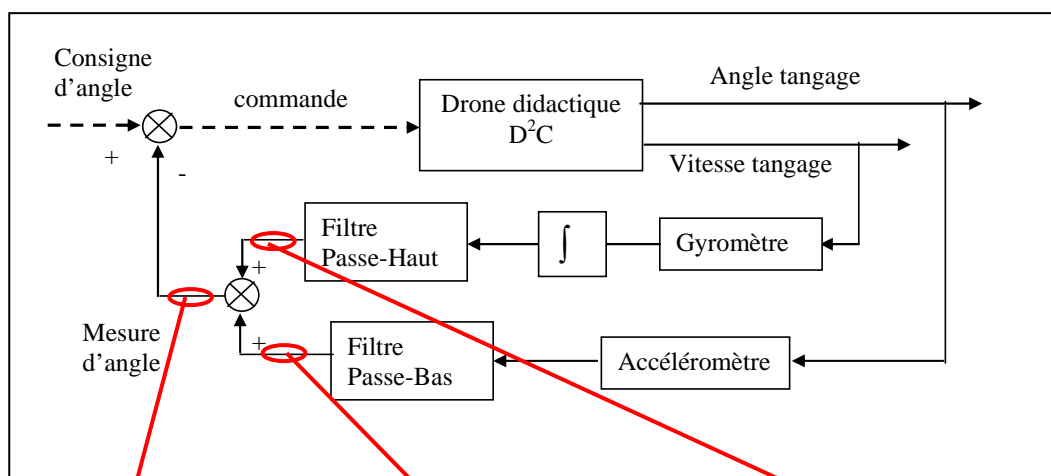 Consigne
d'angle
commande
Drone didactique
D²C
Angle tangage
Vitesse tangage
+
-
Filtre
Passe-Haut
∫
Gyromètre
+
Mesure
d'angle
+
Filtre
Passe-Bas
Accéléromètre